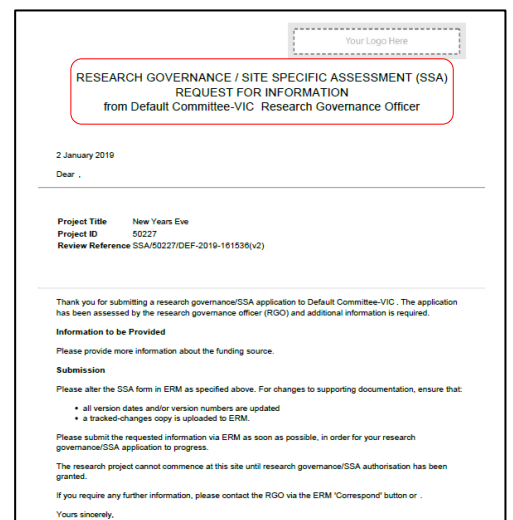 Your Logo Here
RESEARCH GOVERNANCE / SITE SPECIFIC ASSESSMENT (SSA)
REQUEST FOR INFORMATION
from Default Committee-VIC Research Governance Officer
2 January 2019
Dear ,
Project Title New Years Eve
Project ID 50227
Review Reference SSA/50227/DEF-2019-161536(v2)
Thank you for submitting a research governance/SSA application to Default Committee-VIC . The application
has been assessed by the research governance officer (RGO) and additional information is required.
Information to be Provided
Please provide more information about the funding source.
Submission
Please alter the SSA form in ERM as specified above. For changes to supporting documentation, ensure that:
• all version dates and/or version numbers are updated
• a tracked-changes copy is uploaded to ERM.
Please submit the requested information via ERM as soon as possible, in order for your research
governance/SSA application to progress.
The research project cannot commence at this site until research governance/SSA authorisation has been
granted.
If you require any further information, please contact the RGO via the ERM 'Correspond' button or .
Yours sincerely,